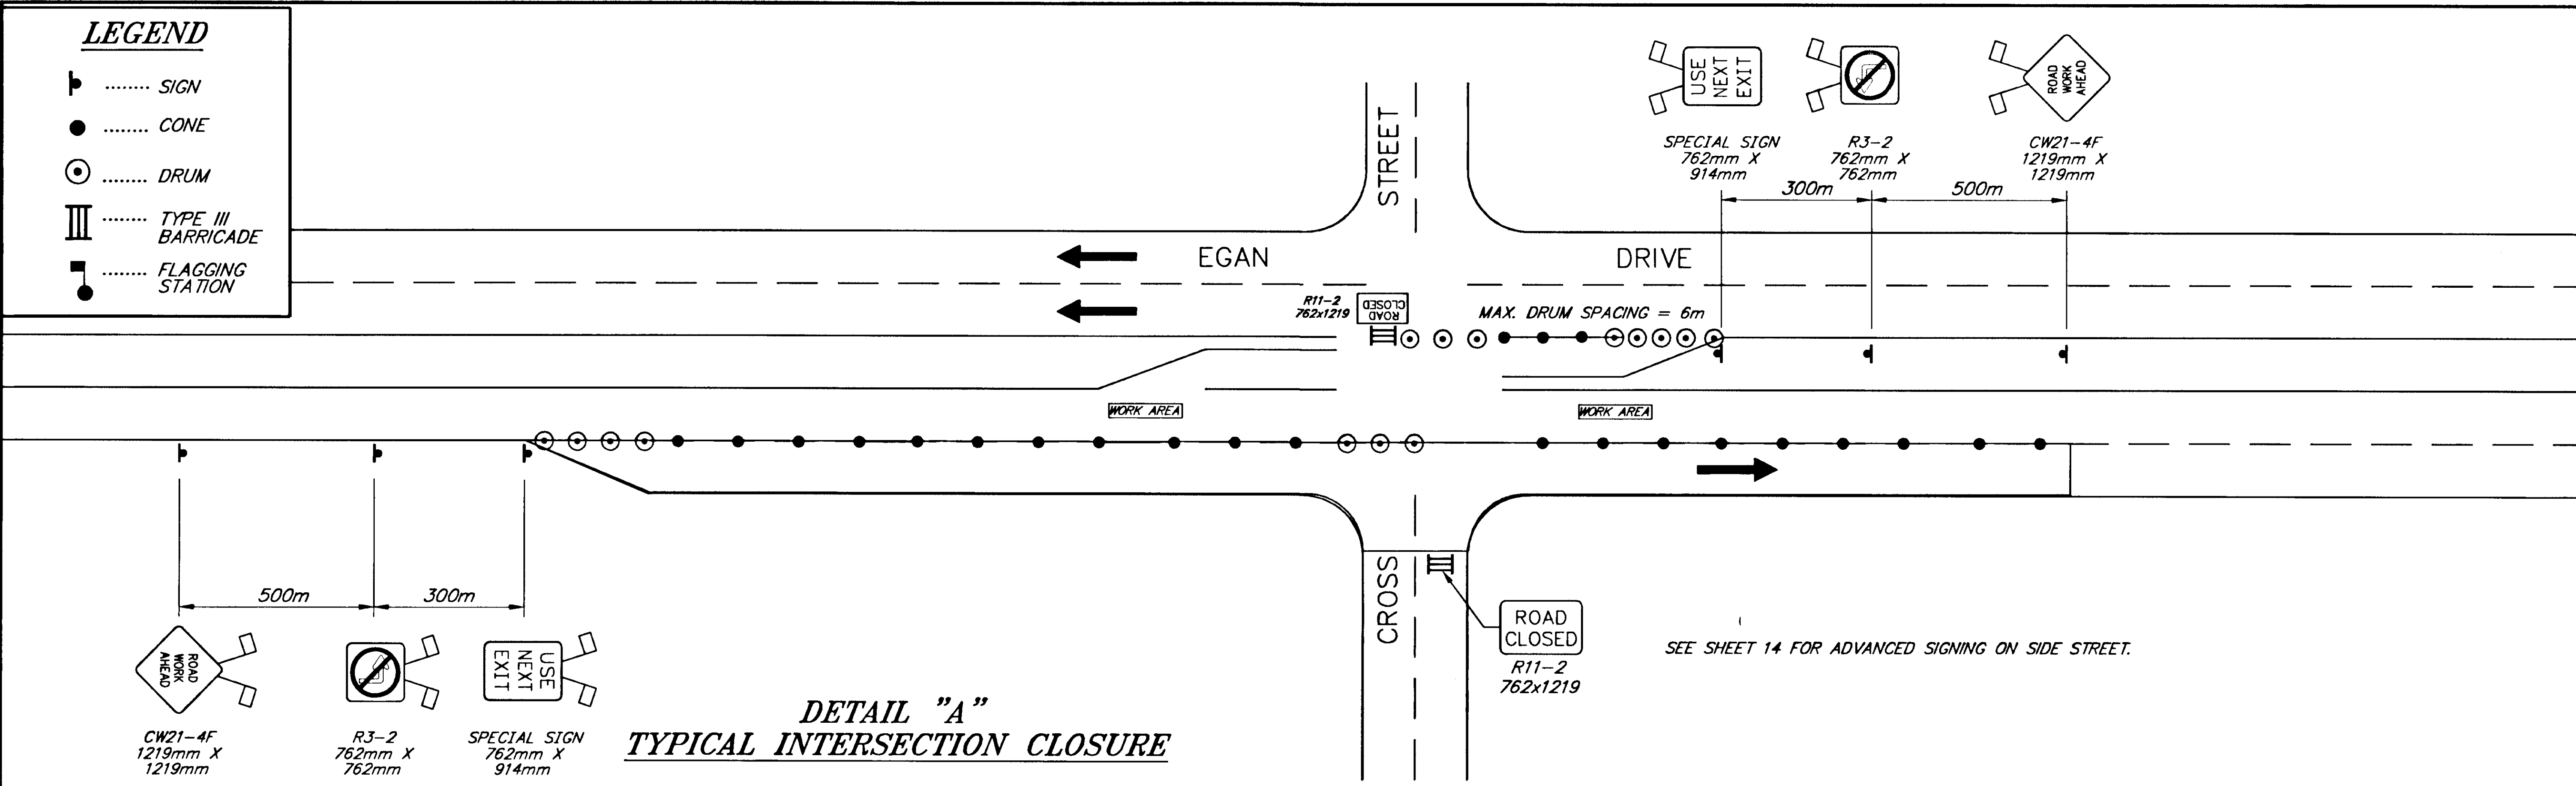 LEGEND
........ SIGN
........ CONE
........ DRUM
........ TYPE III
BARRICADE
........ FLAGGING
STATION
USE
NEXT
EXIT
ROAD
WORK
AHEAD
SPECIAL SIGN
762mm X
914mm
R3-2
762mm X
762mm
CW21-4F
1219mm X
1219mm
300m
500m
STREET
EGAN
DRIVE
R11-2
762x1219
ROAD
CLOSED
MAX. DRUM SPACING = 6m
WORK AREA
WORK AREA
500m
300m
ROAD
WORK
AHEAD
USE
NEXT
EXIT
CW21-4F
1219mm X
1219mm
R3-2
762mm X
762mm
SPECIAL SIGN
762mm X
914mm
CROSS
ROAD
CLOSED
R11-2
762x1219
SEE SHEET 14 FOR ADVANCED SIGNING ON SIDE STREET.
DETAIL "A"
TYPICAL INTERSECTION CLOSURE